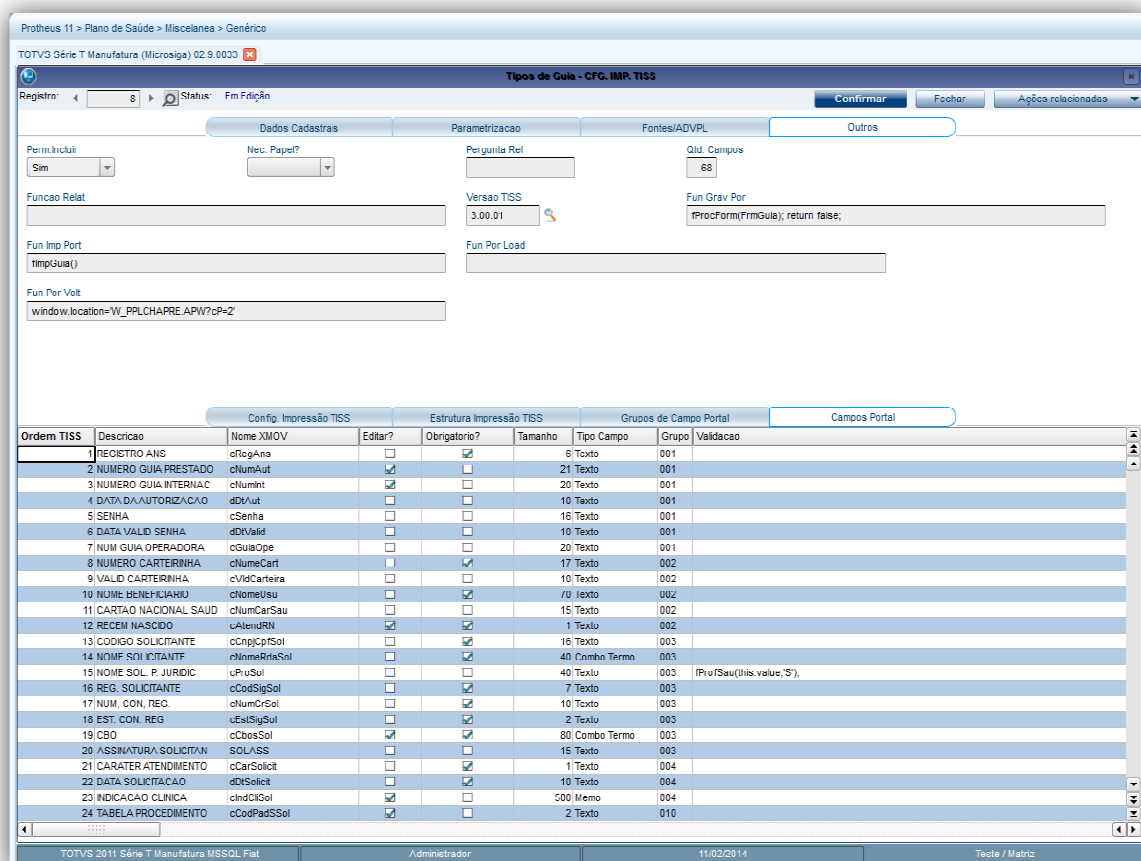 Protheus 11 > Plano de Saúde > Miscelanea > Genérico
TOTVS Série T Manufatura (Microsiga) 02.9.0033
Tipos de Guia - CFG. IMP. TISS
Registro: 8 Status: Em Edição Confirmar Fechar Ações relacionadas
Dados Cadastrais Parametrizacao Fontes/ADVPL Outros
Perm.Incluir Nec. Papel? Pergunta Rel Qtd. Campos
Sim 68
Funcao Relat Versao TISS Fun Grav Por
3.00.01 fProcForm(FrmGuia); return false;
Fun Imp Port Fun Por Load
fImpGuia()
Fun Por Volt
window.location='W_PPLCHAPRE.APW?cP=2'
Config. Impressão TISS Estrutura Impressão TISS Grupos de Campo Portal Campos Portal
Ordem TISS Descricao Nome XMOV Editar? Obrigatorio? Tamanho Tipo Campo Grupo Validacao
1 REGISTRO ANS cRegAns 6 Texto 001
2 NUMERO GUIA PRESTADO cNumAut 21 Texto 001
3 NUMERO GUIA INTERNAC cNumInt 20 Texto 001
4 DATA DA AUTORIZACAO dDtAut 10 Texto 001
5 SENHA cSenha 16 Texto 001
6 DATA VALID SENHA dDtValid 10 Texto 001
7 NUM GUIA OPERADORA cGuiaOpe 20 Texto 001
8 NUMERO CARTEIRINHA cNumeCart 17 Texto 002
9 VALID CARTEIRINHA cVldCarteira 10 Texto 002
10 NOME BENEFICIARIO cNomeUsu 70 Texto 002
11 CARTAO NACIONAL SAUD cNumCarSau 15 Texto 002
12 RECEM NASCIDO cAtendRN 1 Texto 002
13 CODIGO SOLICITANTE cCnpjCpfSol 16 Texto 003
14 NOME SOLICITANTE cNomeRdaSol 40 Combo Termo 003
15 NOME SOL. P. JURIDIC cProSol 40 Texto 003 fProfSau(this.value,'S'),
16 REG. SOLICITANTE cCodSigSol 7 Texto 003
17 NUM, CON, REG. cNumCrSol 10 Texto 003
18 EST. CON. REG cEstSigSol 2 Texto 003
19 CBO cCbosSol 80 Combo Termo 003
20 ASSINATURA SOLICITAN SOLASS 15 Texto 003
21 CARATER ATENDIMENTO cCarSolicit 1 Texto 004
22 DATA SOLICITACAO dDtSolicit 10 Texto 004
23 INDICACAO CLINICA cIndCliSol 500 Memo 004
24 TABELA PROCEDIMENTO cCodPadSSol 2 Texto 010
TOTVS 2011 Série T Manufatura MSSQL Fiat Administrador 11/02/2014 Teste / Matriz